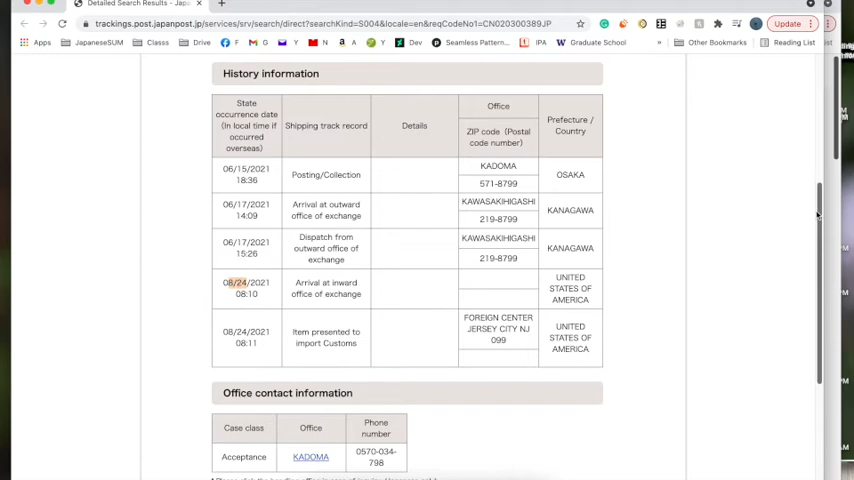 Detailed Search Results - Japa
trackings.post.japanpost.jp/services/srv/search/direct?searchKind=S004&locale=en&reqCodeNo1=CN020300389JP
Update
Apps JapaneseSUM Classs Drive F G Y N A Y Dev Seamless Pattern... IPA Graduate School » Other Bookmarks Reading List
History information
State
occurrence date
(In local time if
occurred
overseas)
Shipping track record
Details
Office
ZIP code (Postal
code number)
Prefecture /
Country
06/15/2021
18:36
Posting/Collection
KADOMA
571-8799
OSAKA
06/17/2021
14:09
Arrival at outward
office of exchange
KAWASAKIHIGASHI
219-8799
KANAGAWA
06/17/2021
15:26
Dispatch from
outward office of
exchange
KAWASAKIHIGASHI
219-8799
KANAGAWA
08/24/2021
08:10
Arrival at inward
office of exchange
UNITED
STATES OF
AMERICA
08/24/2021
08:11
Item presented to
import Customs
FOREIGN CENTER
JERSEY CITY NJ
099
UNITED
STATES OF
AMERICA
Office contact information
Case class
Office
Phone
number
Acceptance
KADOMA
0570-034-
798